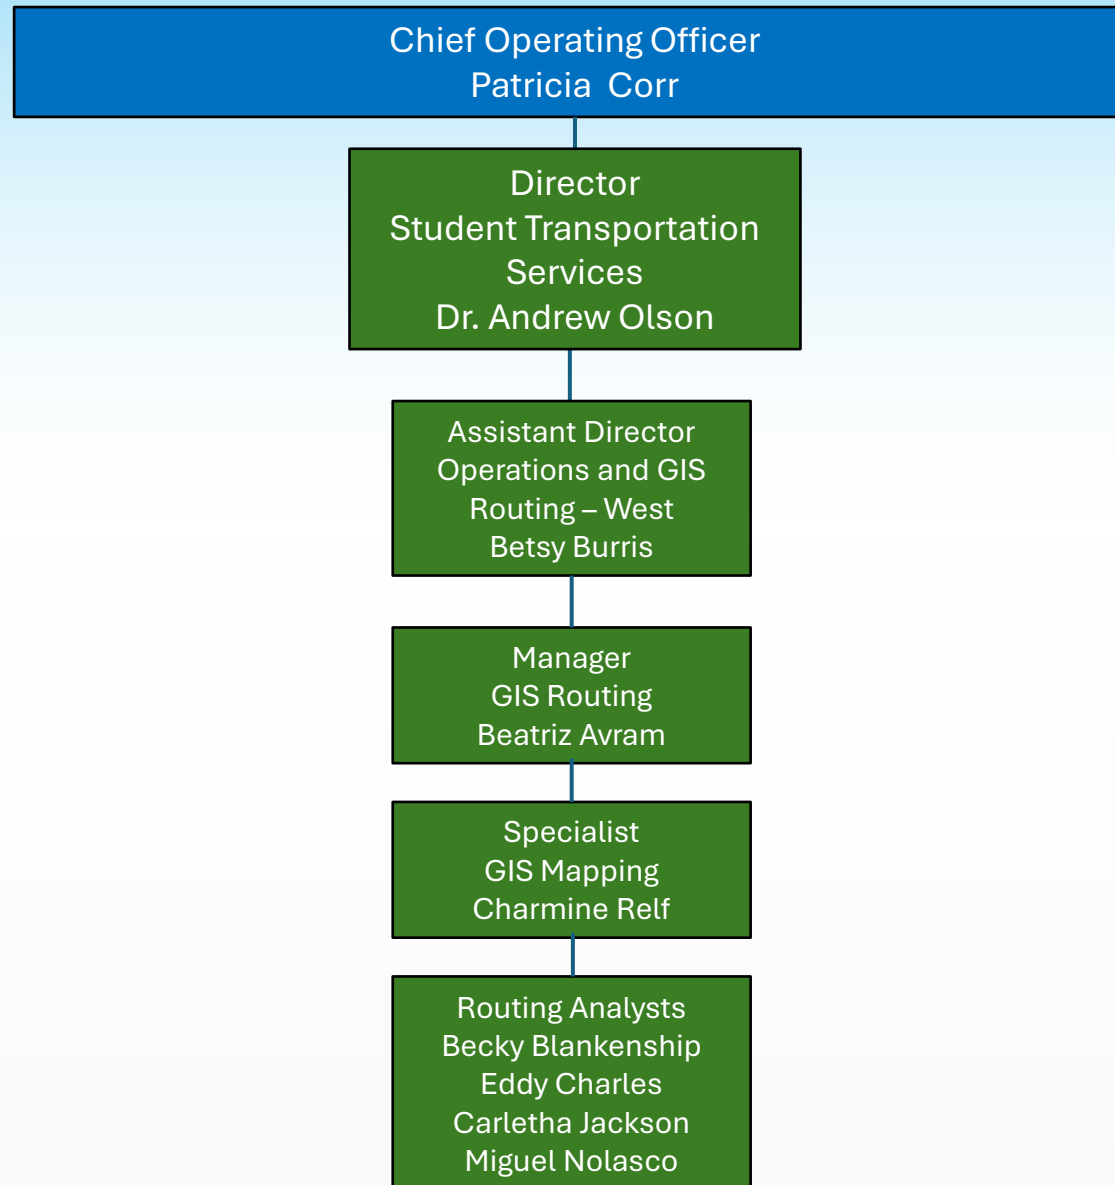 Chief Operating Officer
Patricia  Corr
Director
Student Transportation
Services
Dr. Andrew Olson
Assistant Director
Operations and GIS
Routing – West
Betsy Burris
Manager
GIS Routing
Beatriz Avram
Specialist
GIS Mapping
Charmine Relf
Routing Analysts
Becky Blankenship
Eddy Charles
Carletha Jackson
Miguel Nolasco